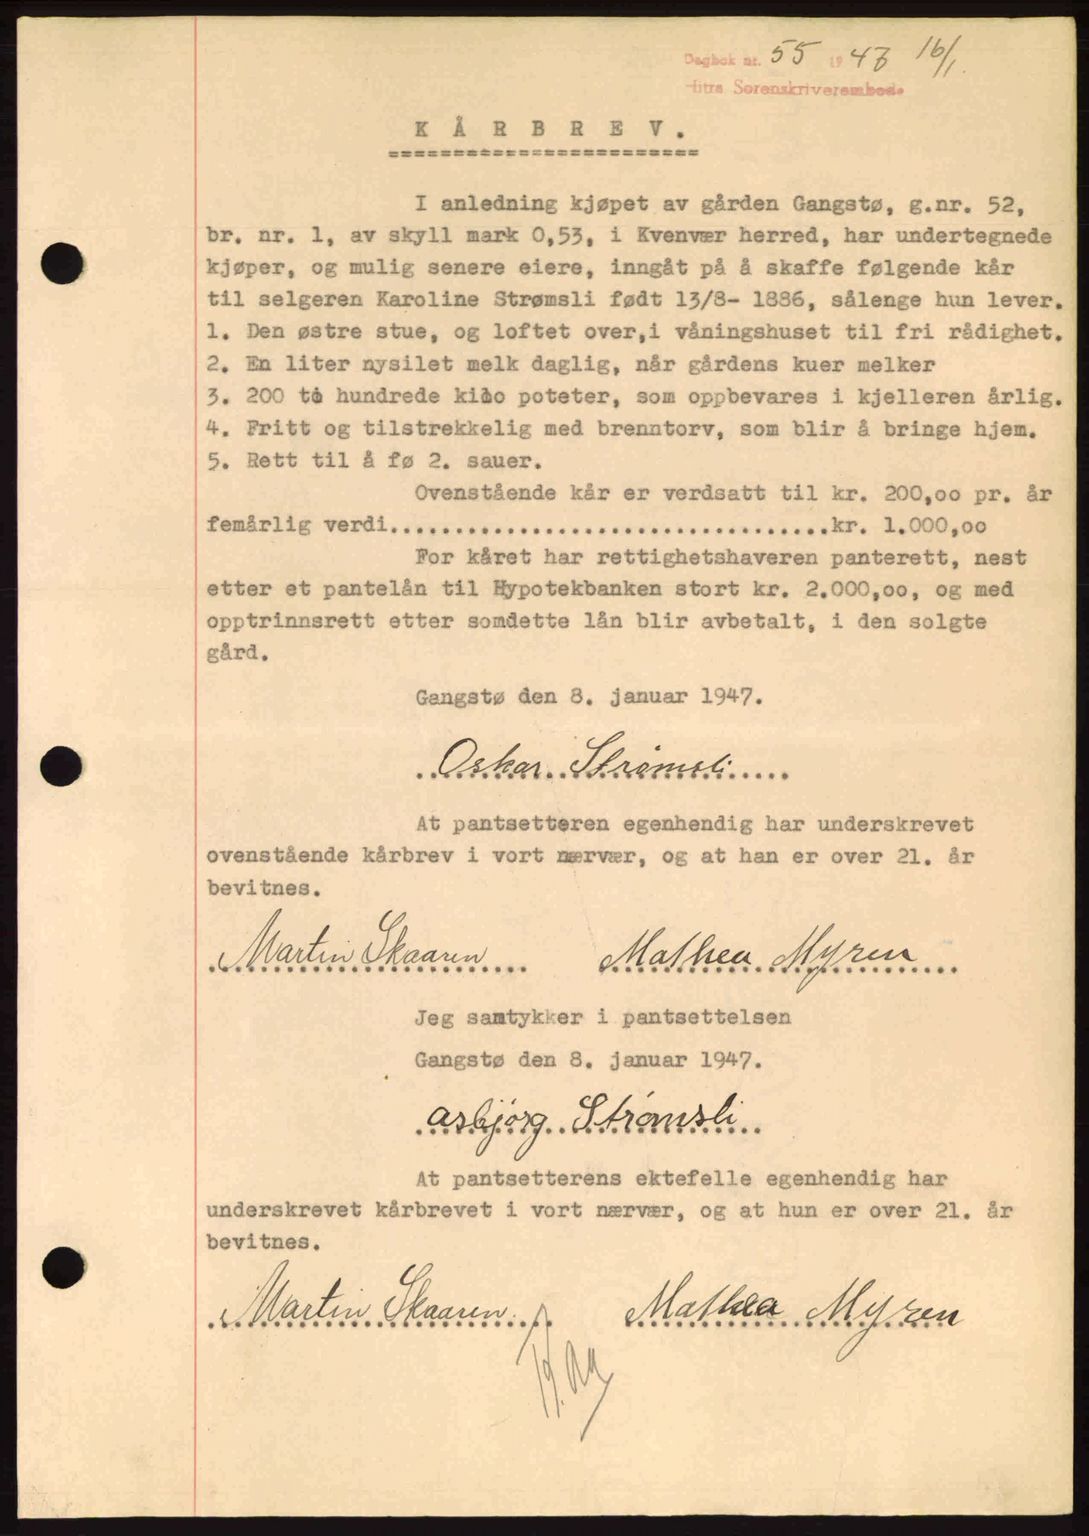 Dagbok nr. 55 1947 16/1.
Hitra Sorenskriverembede
KÅRBREV.
========================
I anledning kjøpet av gården Gangstø, g.nr. 52,
br. nr. 1, av skyll mark 0,53, i Kvenvær herred, har undertegnede
kjøper, og mulig senere eiere, inngåt på å skaffe følgende kår
til selgeren Karoline Strømsli født 13/8- 1886, sålenge hun lever.
1. Den østre stue, og loftet over,i våningshuset til fri rådighet.
2. En liter nysilet melk daglig, når gårdens kuer melker
3. 200 to hundrede kilo poteter, som oppbevares i kjelleren årlig.
4. Fritt og tilstrekkelig med brenntorv, som blir å bringe hjem.
5. Rett til å fø 2. sauer.
Ovenstående kår er verdsatt til kr. 200,oo pr. år
femårlig verdi..................................kr. 1.000,oo
For kåret har rettighetshaveren panterett, nest
etter et pantelån til Hypotekbanken stort kr. 2.000,oo, og med
opptrinnsrett etter somdette lån blir avbetalt, i den solgte
gård.
Gangstø den 8. januar 1947.
Oskar Strømsli
At pantsetteren egenhendig har underskrevet
ovenstående kårbrev i vort nærvær, og at han er over 21. år
bevitnes.
Martin Skaaren Mathea Myren
Jeg samtykker i pantsettelsen
Gangstø den 8. januar 1947.
Asbjörg Strømsli
At pantsetterens ektefelle egenhendig har
underskrevet kårbrevet i vort nærvær, og at hun er over 21. år
bevitnes.
Martin Skaaren. Mathea Myren